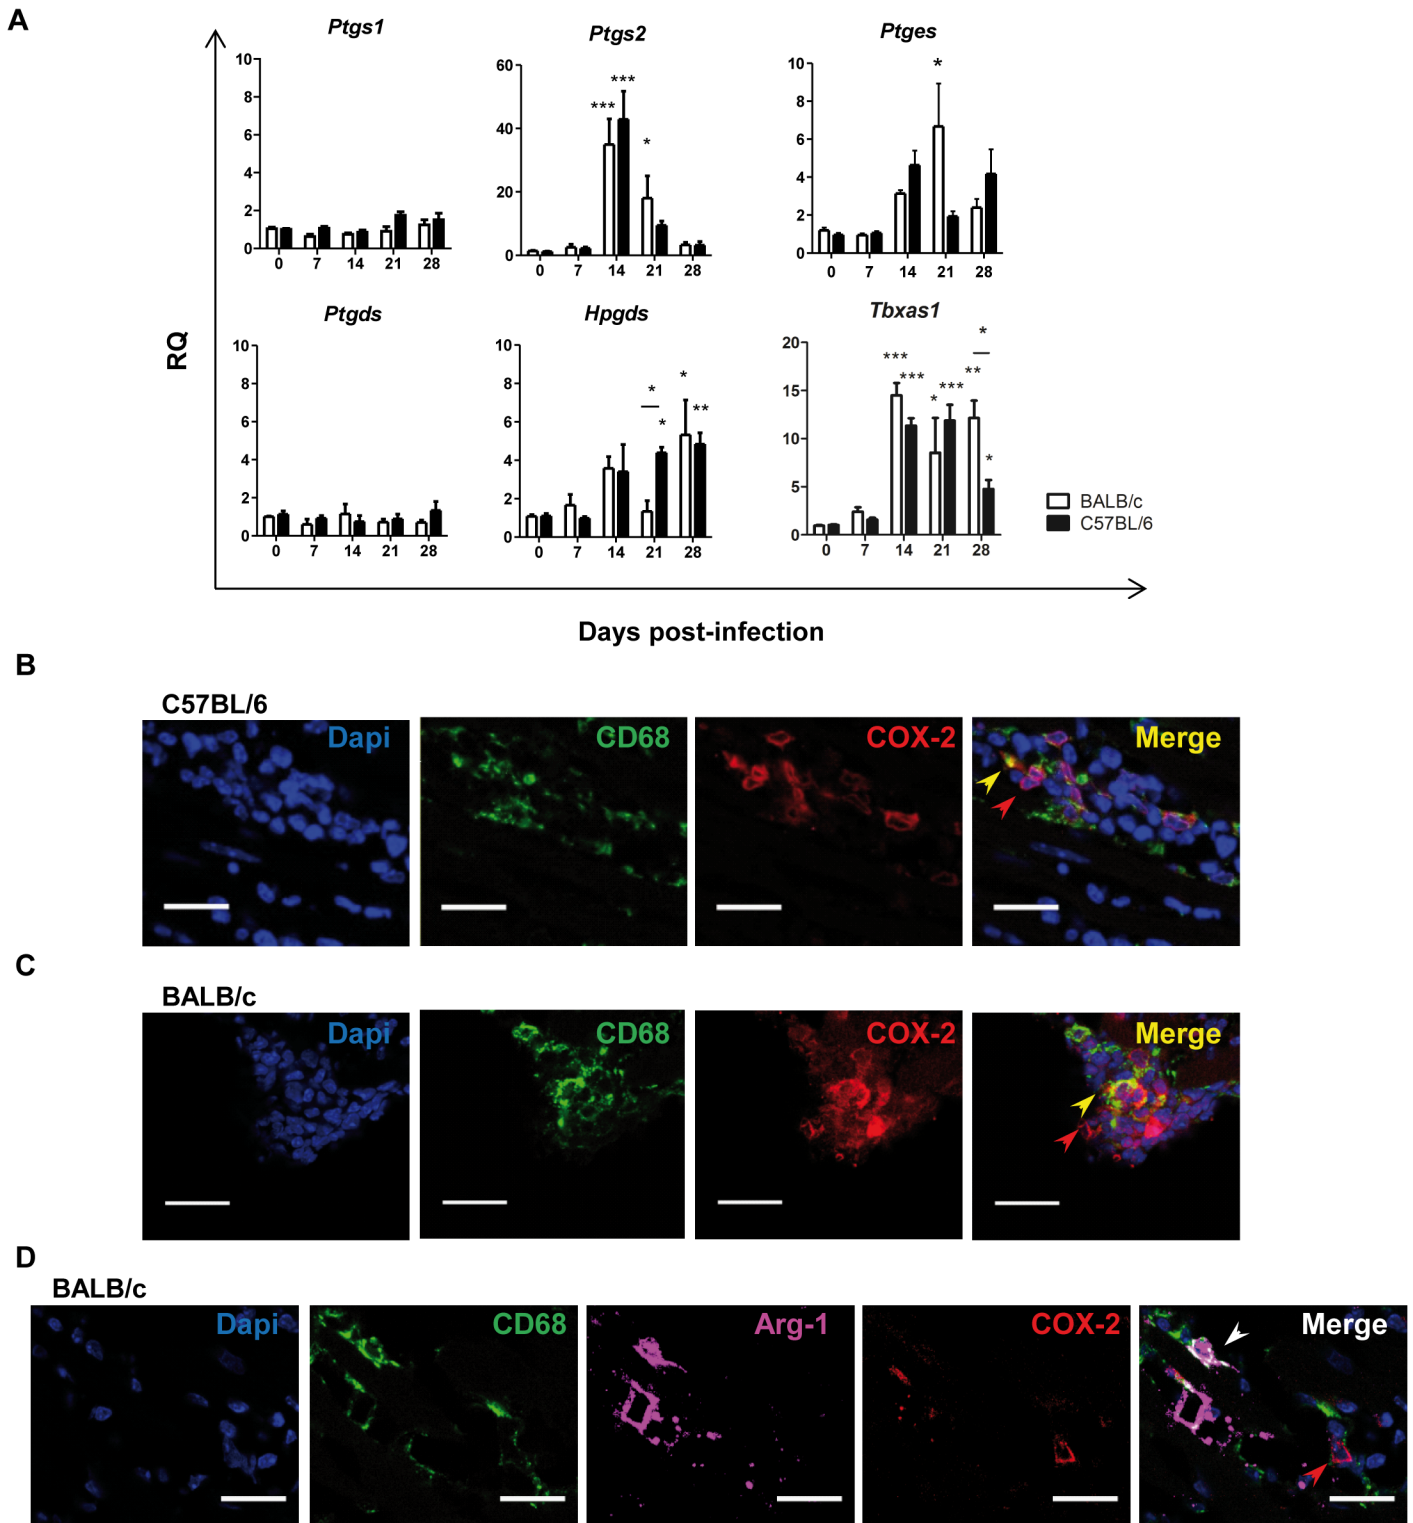 A
Ptgs1
10
8
6
4
2
0
0 7 14 21 28
Ptgs2
60
40
20
0
*** *** *
0 7 14 21 28
Ptges
10
8
6
4
2
0
*
0 7 14 21 28
RQ
Ptgds
10
8
6
4
2
0
0 7 14 21 28
Hpgds
10
8
6
4
2
0
* * * **
0 7 14 21 28
Tbxas1
20
15
10
5
0
*** *** * *** ** * *
0 7 14 21 28
BALB/c
C57BL/6
Days post-infection
B
C57BL/6
Dapi CD68 COX-2 Merge
C
BALB/c
Dapi CD68 COX-2 Merge
D
BALB/c
Dapi CD68 Arg-1 COX-2 Merge